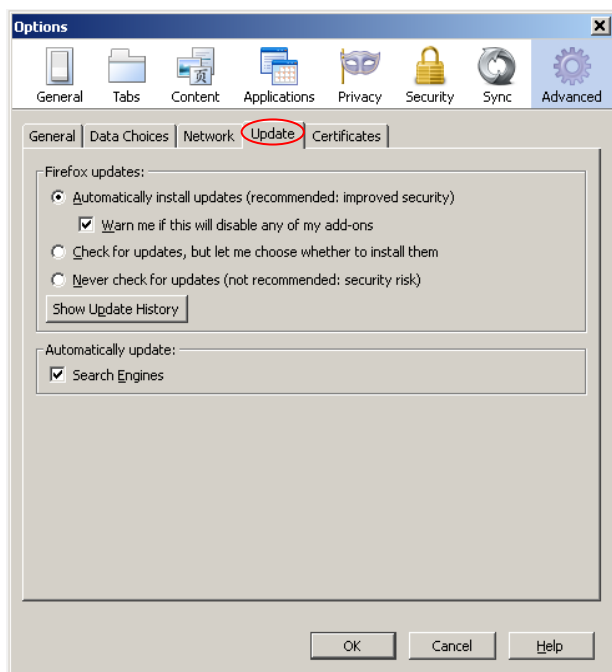 Options
General Tabs Content Applications Privacy Security Sync Advanced
General Data Choices Network Update Certificates
Firefox updates:
Automatically install updates (recommended: improved security)
Warn me if this will disable any of my add-ons
Check for updates, but let me choose whether to install them
Never check for updates (not recommended: security risk)
Show Update History
Automatically update:
Search Engines
OK Cancel Help